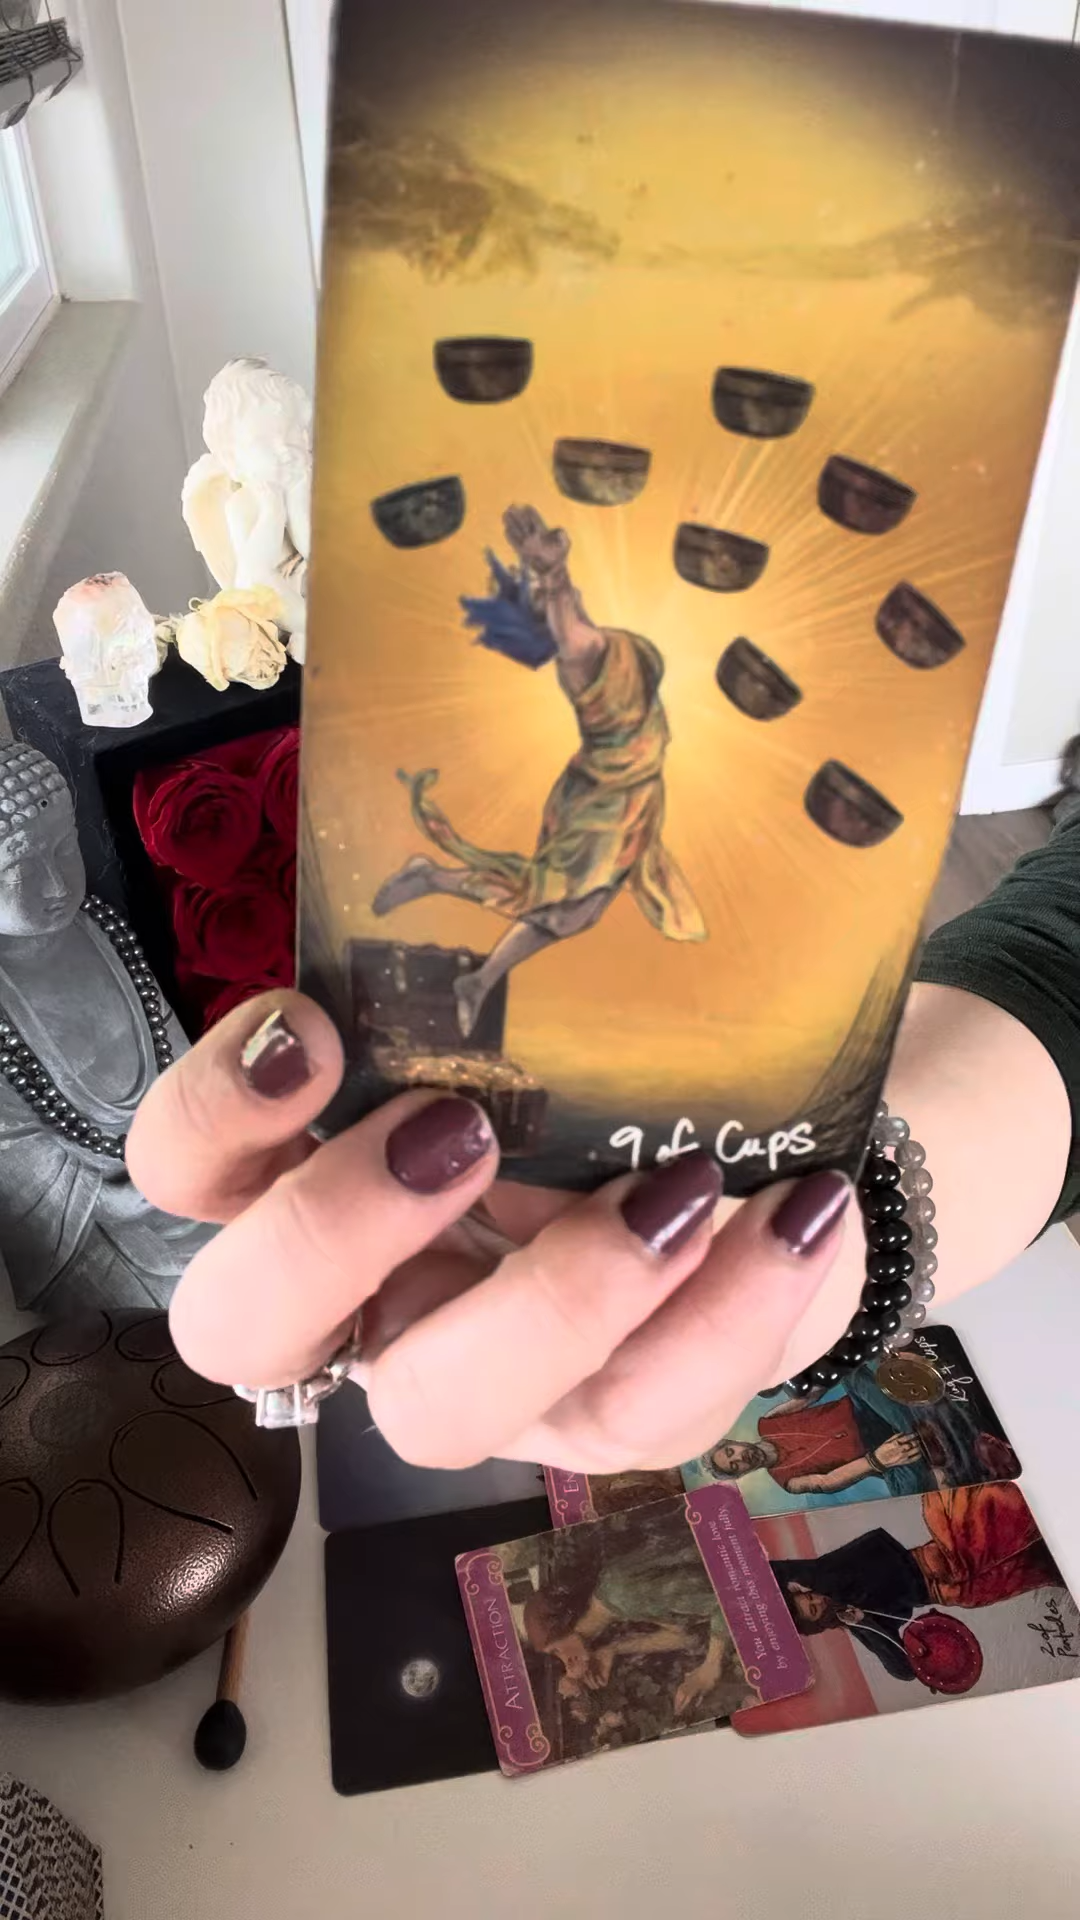 9 of Cups
King of Cups
En
ATTRACTION
You attract romantic love
by enjoying this moment fully.
2 of
Pentacles